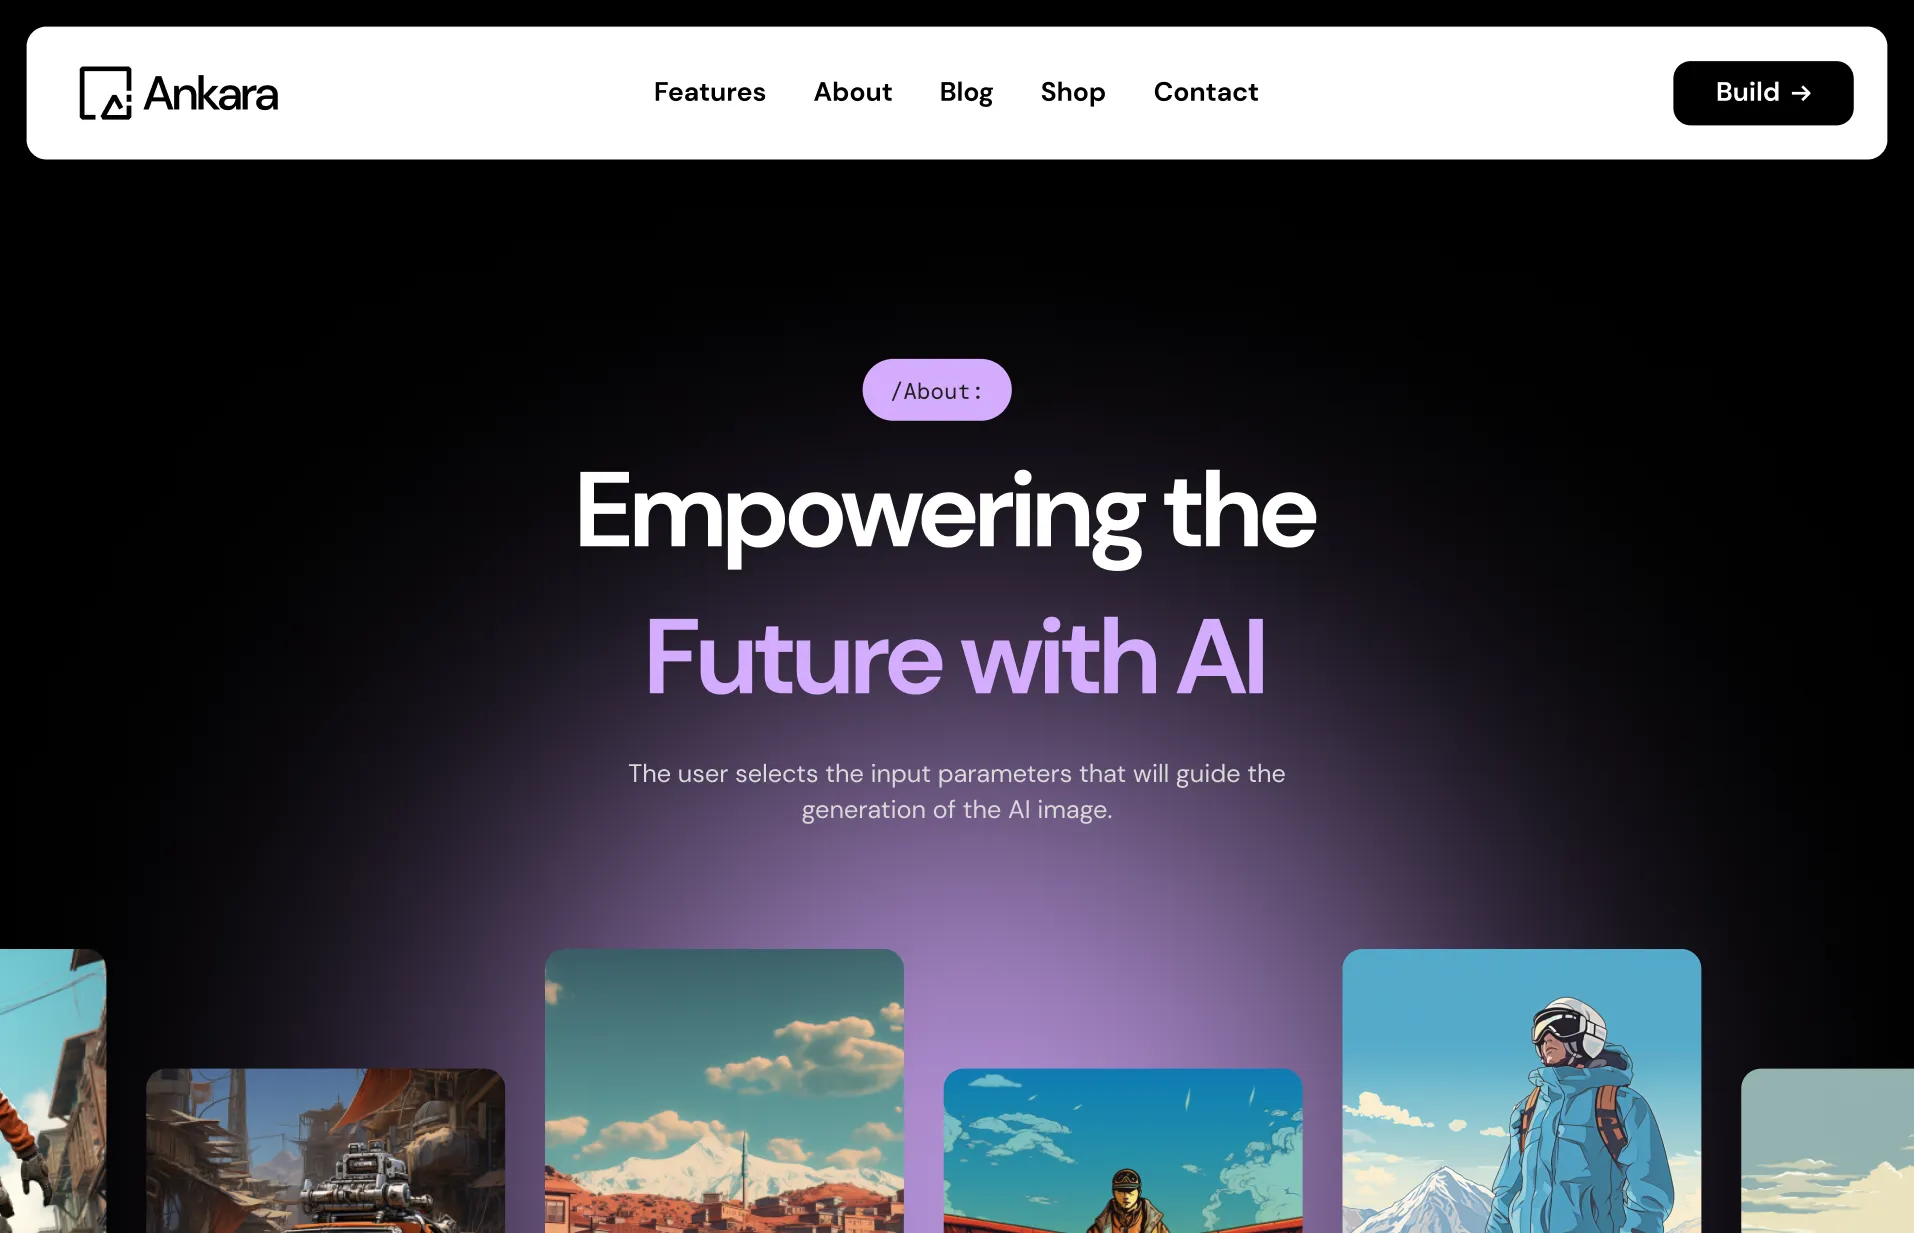 Ankara
Features
About
Blog
Shop
Contact
Build →
/About:
Empowering the
Future with AI
The user selects the input parameters that will guide the
generation of the AI image.